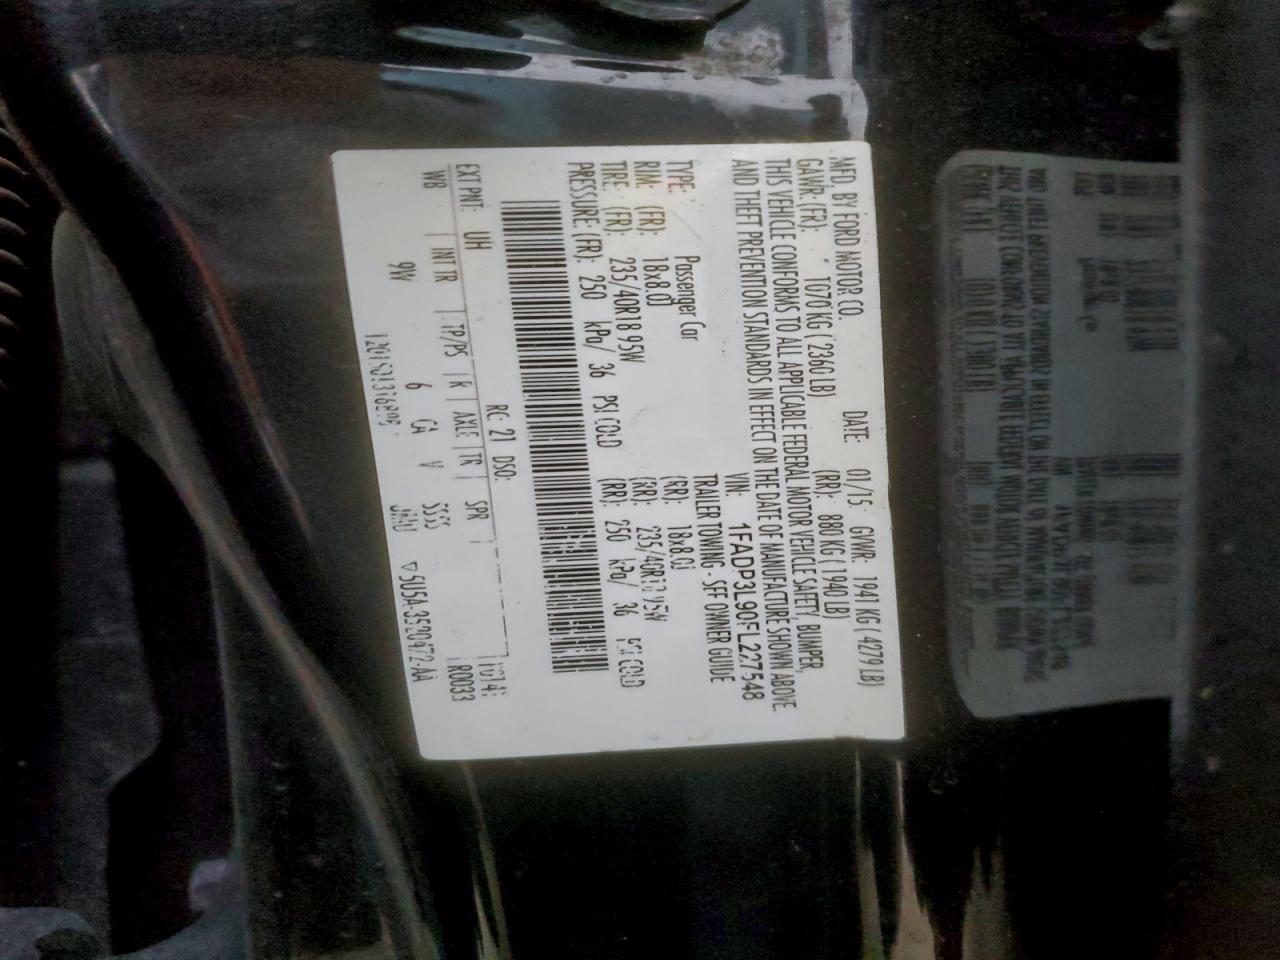 MFD. BY FORD MOTOR CO. DATE: 01/15 GVWR: 1941 KG ( 4279 LB)
GAWR: (FR): 1070 KG ( 2360 LB) (RR): 880 KG ( 1940 LB)
THIS VEHICLE CONFORMS TO ALL APPLICABLE FEDERAL MOTOR VEHICLE SAFETY, BUMPER,
AND THEFT PREVENTION STANDARDS IN EFFECT ON THE DATE OF MANUFACTURE SHOWN ABOVE.
VIN: 1FADP3L90FL227548
TYPE: Passenger Car TRAILER TOWING - SEE OWNER GUIDE
RIM: (FR) 18x8.0J (RR) 18x8.0J
TIRE: (FR) 235/40R18 95W (RR) 235/40R18 95W
PRESSURE: (FR): 250 kPa/ 36 PSI COLD (RR): 250 kPa/ 36 PSI COLD
EXT PNT: UH RC: 21 DSO:
WB INT TR TP/PS R AXLE TR SPR
9W 6 CA V
R0033
▽5U5A-3520472-AA